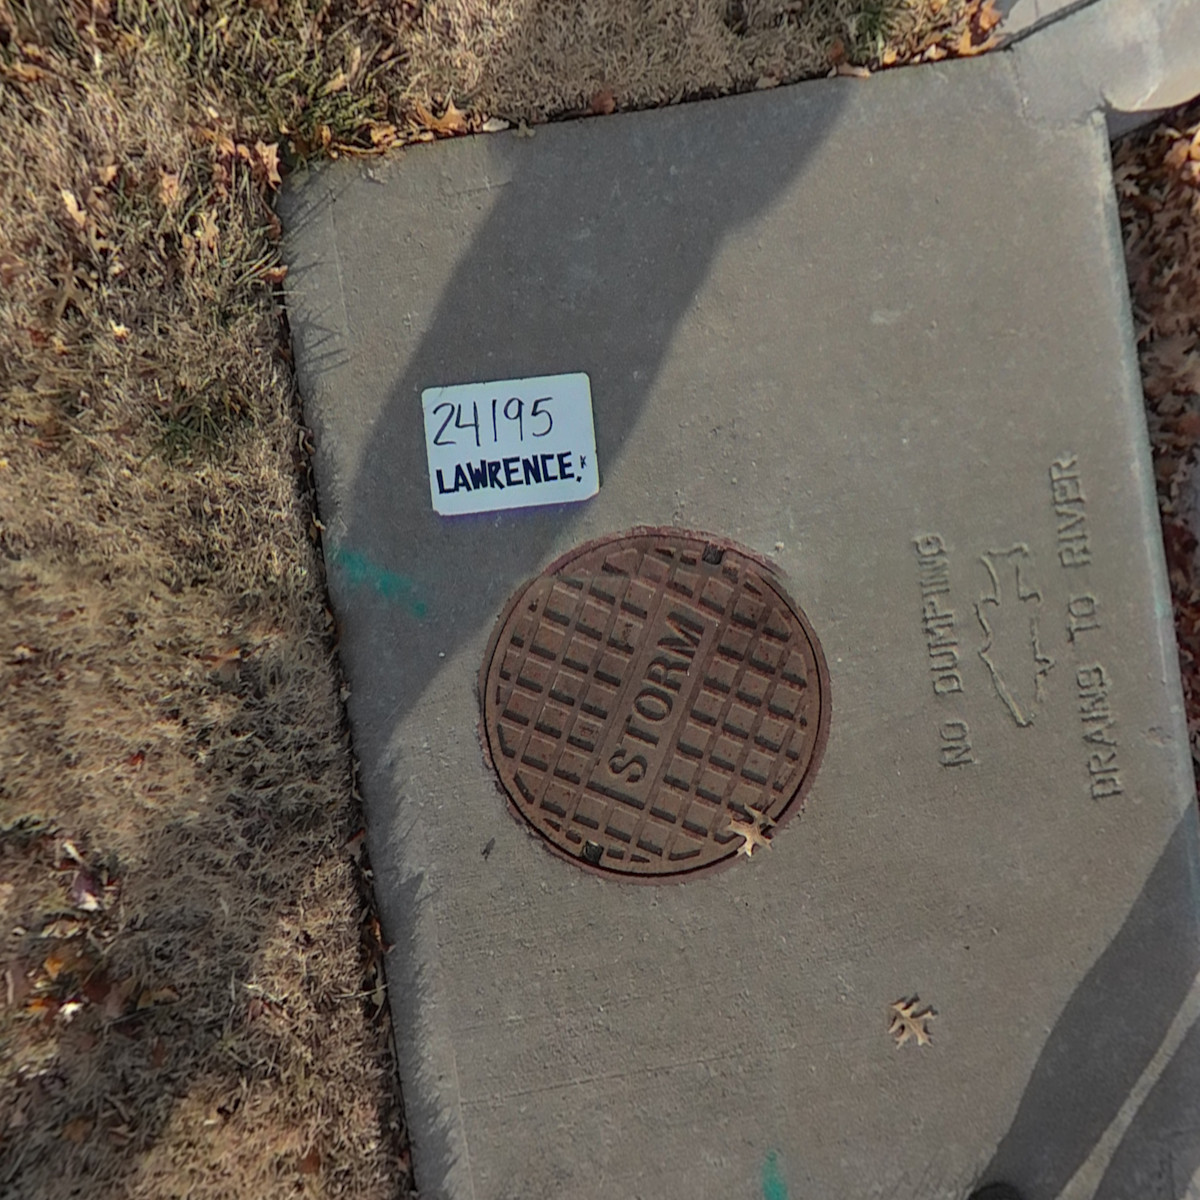 24195
LAWRENCE, K
STORM
NO DUMPING
DRAINS TO RIVER